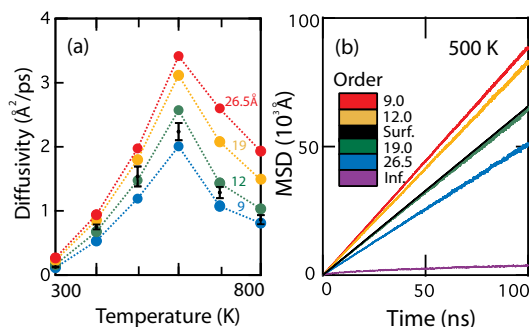 (a)
4
3
2
1
0
Diffusivity (Å²/ps)
26.5Å
19
12
9
300
800
Temperature (K)
(b)
500 K
100
50
0
MSD (10³Å)
Order
9.0
12.0
Surf.
19.0
26.5
Inf.
0
50
100
Time (ns)